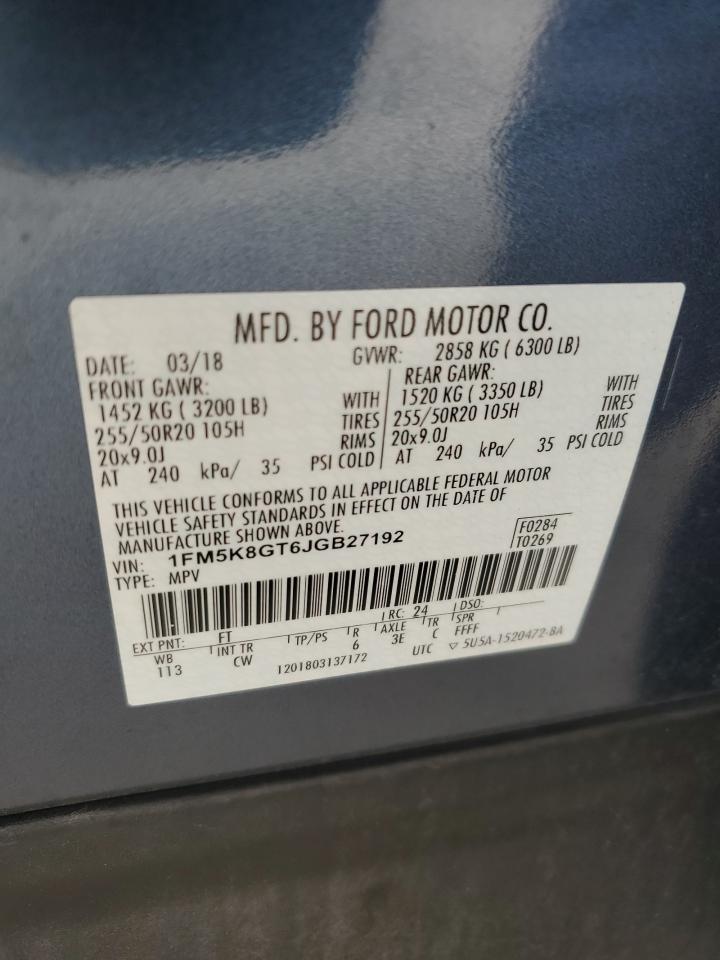 MFD. BY FORD MOTOR CO.
DATE: 03/18 GVWR: 2858 KG ( 6300 LB)
FRONT GAWR:
1452 KG ( 3200 LB) WITH
255/50R20 105H TIRES
20x9.0J RIMS
AT 240 kPa/ 35 PSI COLD
REAR GAWR:
1520 KG ( 3350 LB) WITH
255/50R20 105H TIRES
20x9.0J RIMS
AT 240 kPa/ 35 PSI COLD
THIS VEHICLE CONFORMS TO ALL APPLICABLE FEDERAL MOTOR
VEHICLE SAFETY STANDARDS IN EFFECT ON THE DATE OF
MANUFACTURE SHOWN ABOVE.
VIN: 1FM5K8GT6JGB27192
TYPE: MPV
F0284
T0269
EXT PNT: FT RC: 24 DSO:
WB INT TR TP/PS R AXLE TR SPR
113 CW 6 3E C FFFF
1201803137172 UTC ▽ 5U5A-1520472-BA